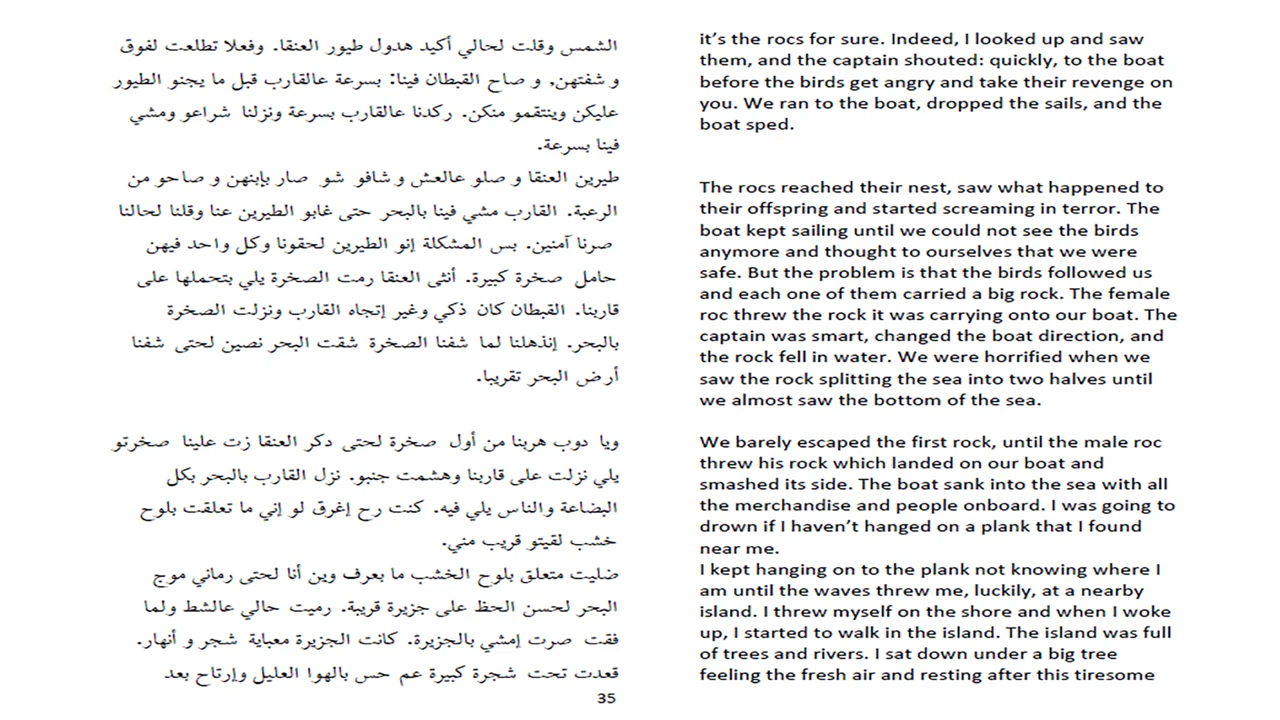 الشمس وقلت لحالي أكيد هدول طيور العنقا. وفعلا تطلعت لفوق
و شفتهن, و صاح القبطان فينا: بسرعة عالقارب قبل ما يجنو الطيور
عليكن وينتقمو منكن. ركدنا عالقارب بسرعة ونزلنا شراعو ومشي
فينا بسرعة.
طيرين العنقا و صلو عالعش و شافو شو صار بإبنهن و صاحو من
الرعبة. القارب مشي فينا بالبحر حتى غابو الطيرين عنا وقلنا لحالنا
صرنا آمنين. بس المشكلة إنو الطيرين لحقونا وكل واحد فيهن
حامل صخرة كبيرة. أنثى العنقا رمت الصخرة يلي بتحملها على
قاربنا. القبطان كان ذكي وغير إتجاه القارب ونزلت الصخرة
بالبحر. إنذهلنا لما شفنا الصخرة شقت البحر نصين لحتى شفنا
أرض البحر تقريبا.
ويا دوب هربنا من أول صخرة لحتى دكر العنقا زت علينا صخرتو
يلي نزلت على قاربنا وهشمت جنبو. نزل القارب بالبحر بكل
البضاعة والناس يلي فيه. كنت رح إغرق لو إني ما تعلقت بلوح
خشب لقيتو قريب مني.
ضليت متعلق بلوح الخشب ما بعرف وين أنا لحتى رماني موج
البحر لحسن الحظ على جزيرة قريبة. رميت حالي عالشط ولما
فقت صرت إمشي بالجزيرة. كانت الجزيرة معباية شجر و أنهار.
قعدت تحت شجرة كبيرة عم حس بالهوا العليل وإرتاح بعد
35
it's the rocs for sure. Indeed, I looked up and saw
them, and the captain shouted: quickly, to the boat
before the birds get angry and take their revenge on
you. We ran to the boat, dropped the sails, and the
boat sped.
The rocs reached their nest, saw what happened to
their offspring and started screaming in terror. The
boat kept sailing until we could not see the birds
anymore and thought to ourselves that we were
safe. But the problem is that the birds followed us
and each one of them carried a big rock. The female
roc threw the rock it was carrying onto our boat. The
captain was smart, changed the boat direction, and
the rock fell in water. We were horrified when we
saw the rock splitting the sea into two halves until
we almost saw the bottom of the sea.
We barely escaped the first rock, until the male roc
threw his rock which landed on our boat and
smashed its side. The boat sank into the sea with all
the merchandise and people onboard. I was going to
drown if I haven't hanged on a plank that I found
near me.
I kept hanging on to the plank not knowing where I
am until the waves threw me, luckily, at a nearby
island. I threw myself on the shore and when I woke
up, I started to walk in the island. The island was full
of trees and rivers. I sat down under a big tree
feeling the fresh air and resting after this tiresome